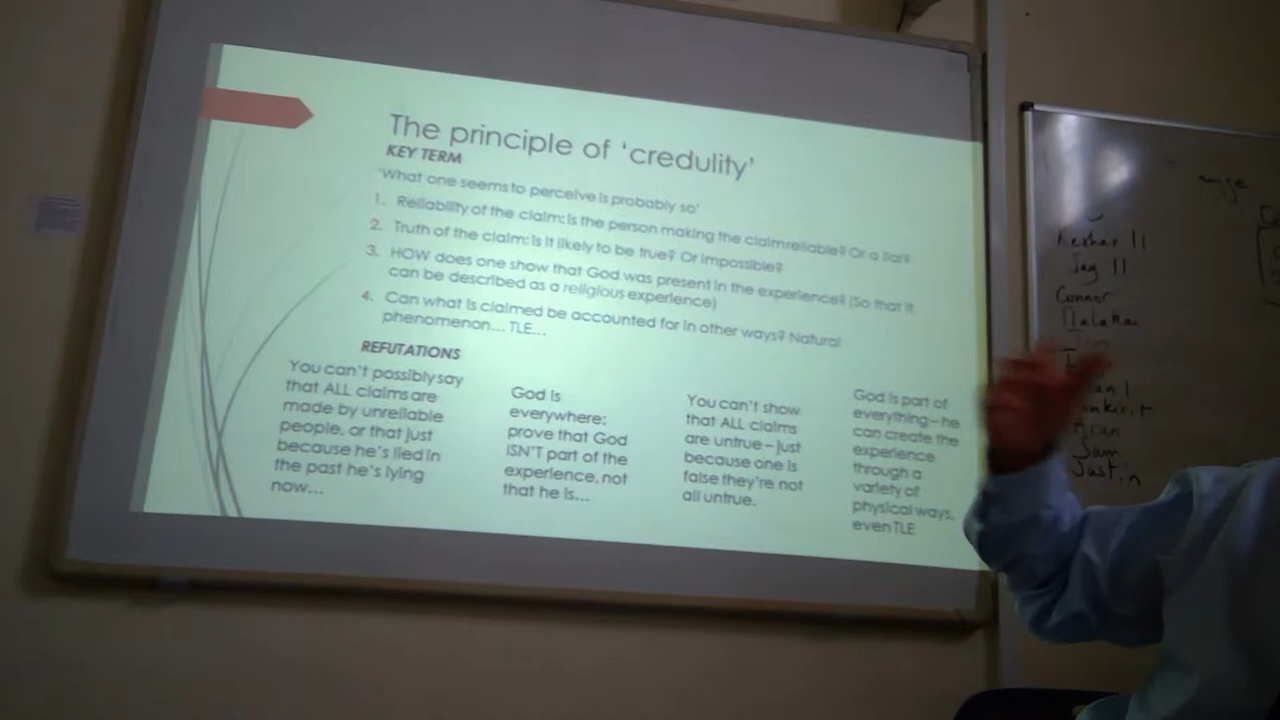 The principle of ‘credulity’
KEY TERM
‘What one seems to perceive is probably so’
1. Reliability of the claim: Is the person making the claim reliable? Or a liar?
2. Truth of the claim: Is it likely to be true? Or impossible?
3. HOW does one show that God was present in the experience? (So that it
can be described as a religious experience)
4. Can what is claimed be accounted for in other ways? Natural
phenomenon... TLE...
REFUTATIONS
You can't possibly say
that ALL claims are
made by unreliable
people, or that just
because he's lied in
the past he's lying
now...
God is
everywhere:
prove that God
ISN'T part of the
experience, not
that he is...
You can't show
that ALL claims
are untrue – just
because one is
false they're not
all untrue.
God is part of
everything – he
can create the
experience
through a
variety of
physical ways,
even TLE
Keshav 11
Jay 11
Connor
Sam
Justin